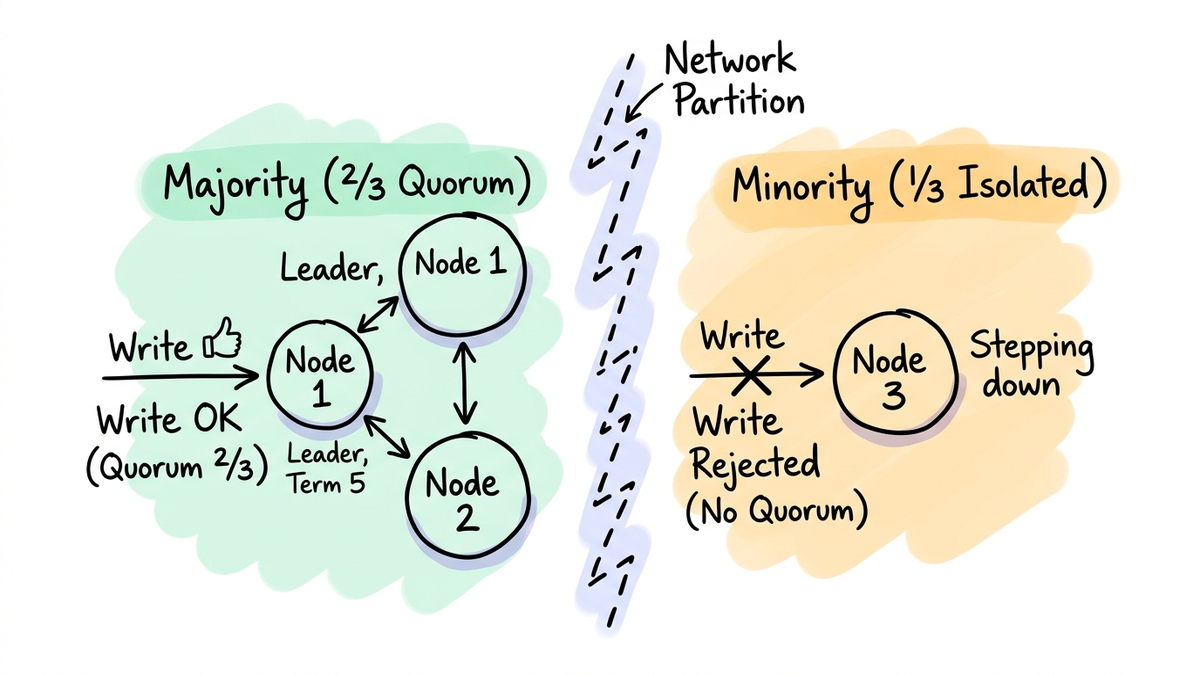 Network
Partition
Majority (2/3 Quorum)
Leader,
Node 1
Write
Node
1
Write OK
(Quorum 2/3)
Leader,
Term 5
Node
2
Minority (1/3 Isolated)
Write
Node
3
Stepping
down
Write
Rejected
(No Quorum)